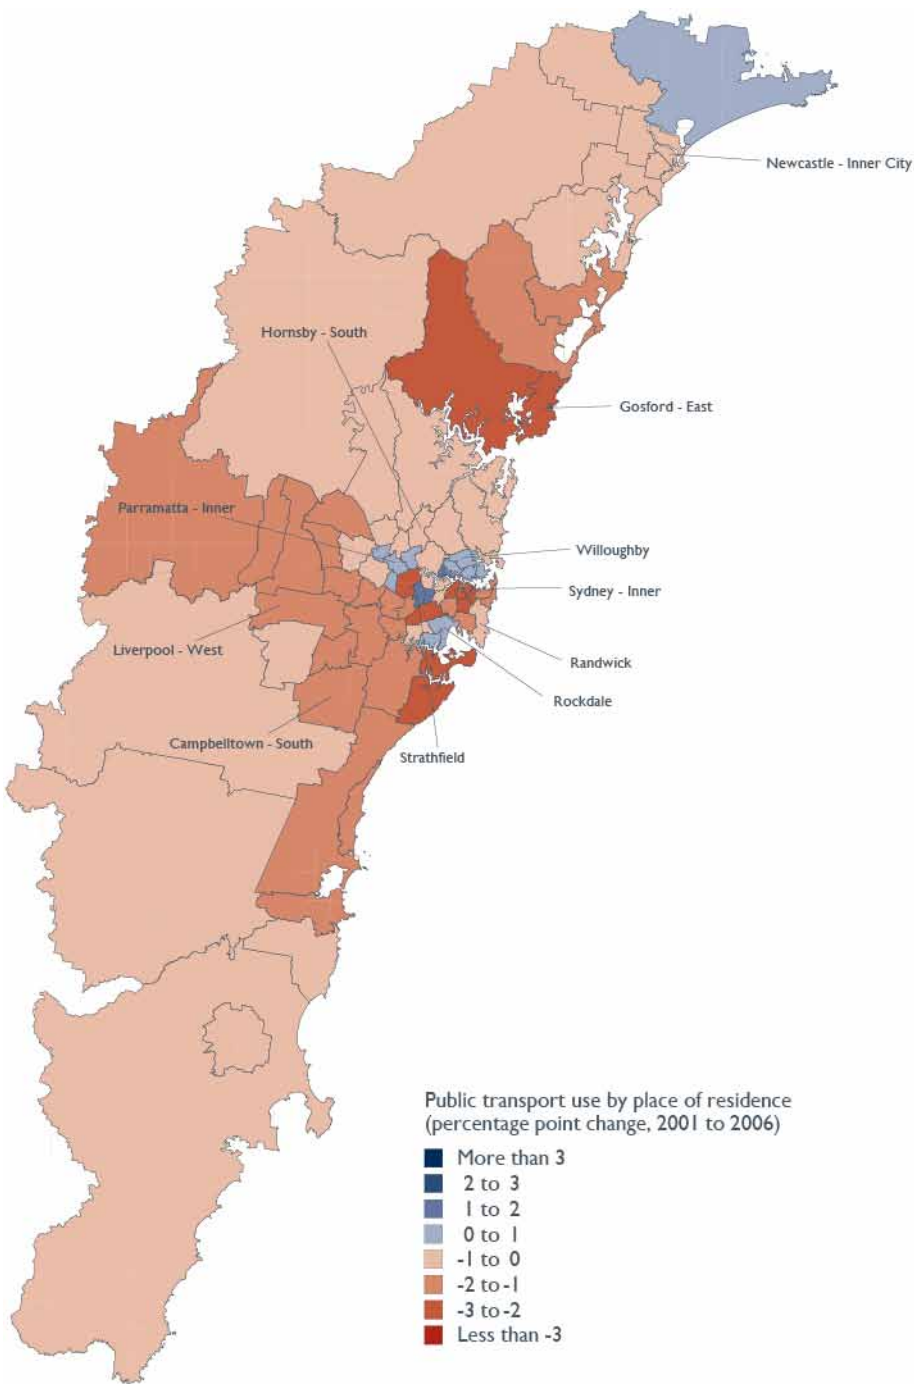 Newcastle - Inner City
Hornsby - South
Gosford - East
Parramatta - Inner
Willoughby
Sydney - Inner
Liverpool - West
Randwick
Rockdale
Campbelltown - South
Strathfield
Public transport use by place of residence
(percentage point change, 2001 to 2006)
More than 3
2 to 3
1 to 2
0 to 1
-1 to 0
-2 to -1
-3 to -2
Less than -3